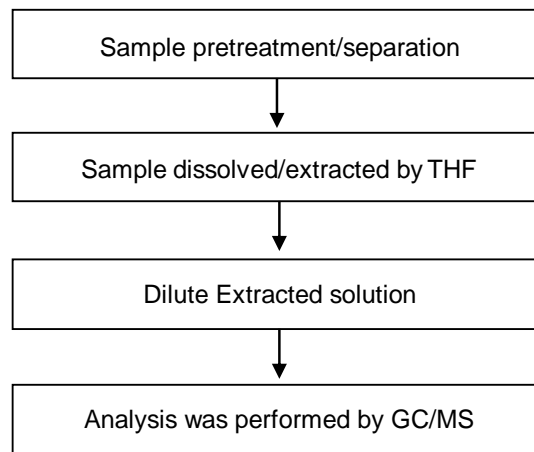 Sample pretreatment/separation
Sample dissolved/extracted by THF
Dilute Extracted solution
Analysis was performed by GC/MS